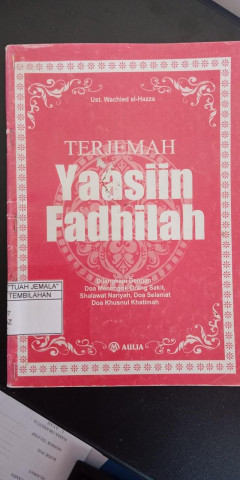 Ust. Wachied el-Hazza
TERJEMAH
Yaasiin
Fadhilah
Dilengkapi Dengan
Doa Menengok Orang Sakit,
Shalawat Nariyah, Doa Selamat
Doa Khusnul Khatimah
"TUAH JEMALA"
TEMBILAHAN
AULIA